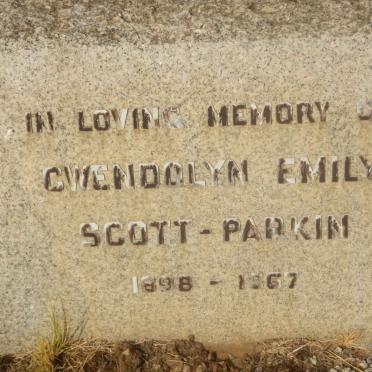 IN LOVING MEMORY O
GWENDOLYN EMILY
SCOTT-PARKIN
1898 - 1967